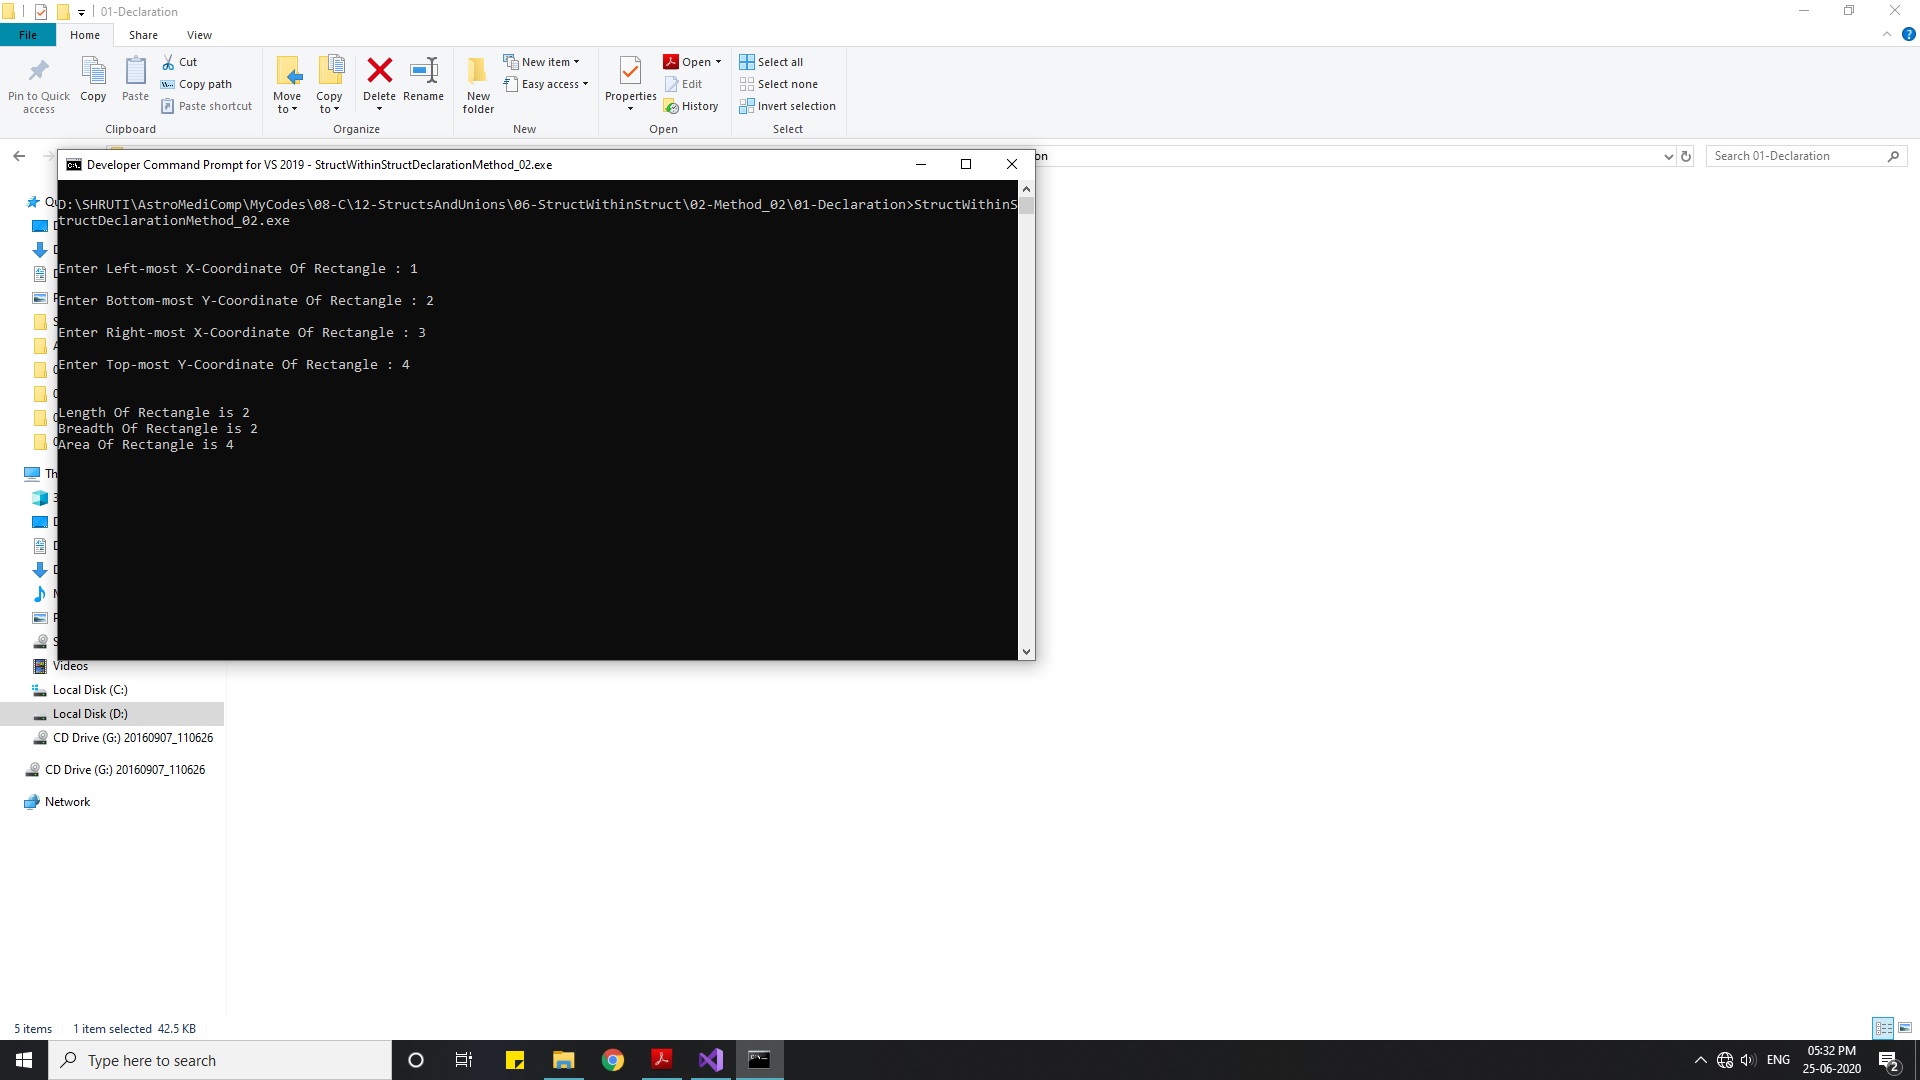 01-Declaration
File Home Share View
Pin to Quick access
Copy
Paste
Cut
Copy path
Paste shortcut
Clipboard
Move to
Copy to
Delete
Rename
Organize
New folder
New item
Easy access
New
Properties
Open
Edit
History
Open
Select all
Select none
Invert selection
Select
on
Search 01-Declaration
Developer Command Prompt for VS 2019 - StructWithinStructDeclarationMethod_02.exe
D:\SHRUTI\AstroMediComp\MyCodes\08-C\12-StructsAndUnions\06-StructWithinStruct\02-Method_02\01-Declaration>StructWithinS
tructDeclarationMethod_02.exe
Enter Left-most X-Coordinate Of Rectangle : 1
Enter Bottom-most Y-Coordinate Of Rectangle : 2
Enter Right-most X-Coordinate Of Rectangle : 3
Enter Top-most Y-Coordinate Of Rectangle : 4
Length Of Rectangle is 2
Breadth Of Rectangle is 2
Area Of Rectangle is 4
Videos
Local Disk (C:)
Local Disk (D:)
CD Drive (G:) 20160907_110626
CD Drive (G:) 20160907_110626
Network
5 items 1 item selected 42.5 KB
Type here to search
ENG
05:32 PM
25-06-2020
2